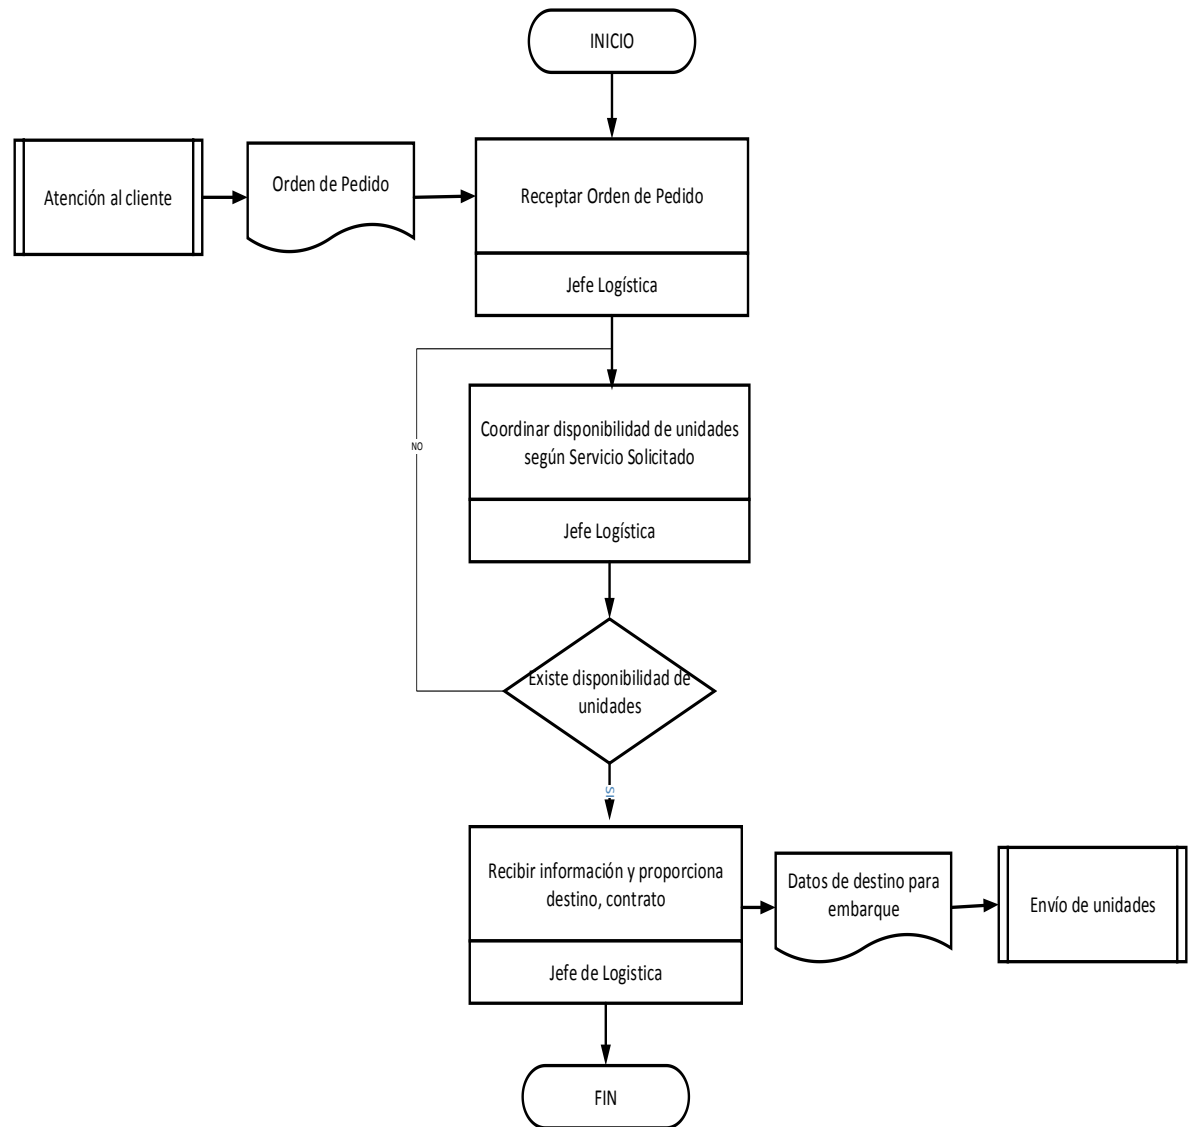 INICIO
Atención al cliente
Orden de Pedido
Receptar Orden de Pedido
Jefe Logística
Coordinar disponibilidad de unidades
según Servicio Solicitado
Jefe Logística
NO
Existe disponibilidad de
unidades
SI
Recibir información y proporciona
destino, contrato
Jefe de Logistica
Datos de destino para
embarque
Envío de unidades
FIN